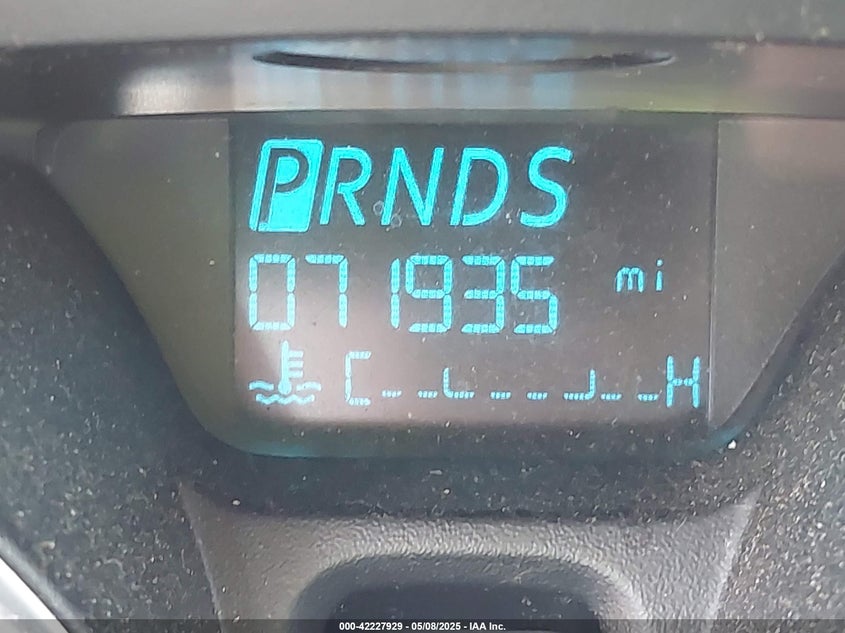 PRNDS
071935 mi
C H
000-42227929 - 05/08/2025 - IAA Inc.